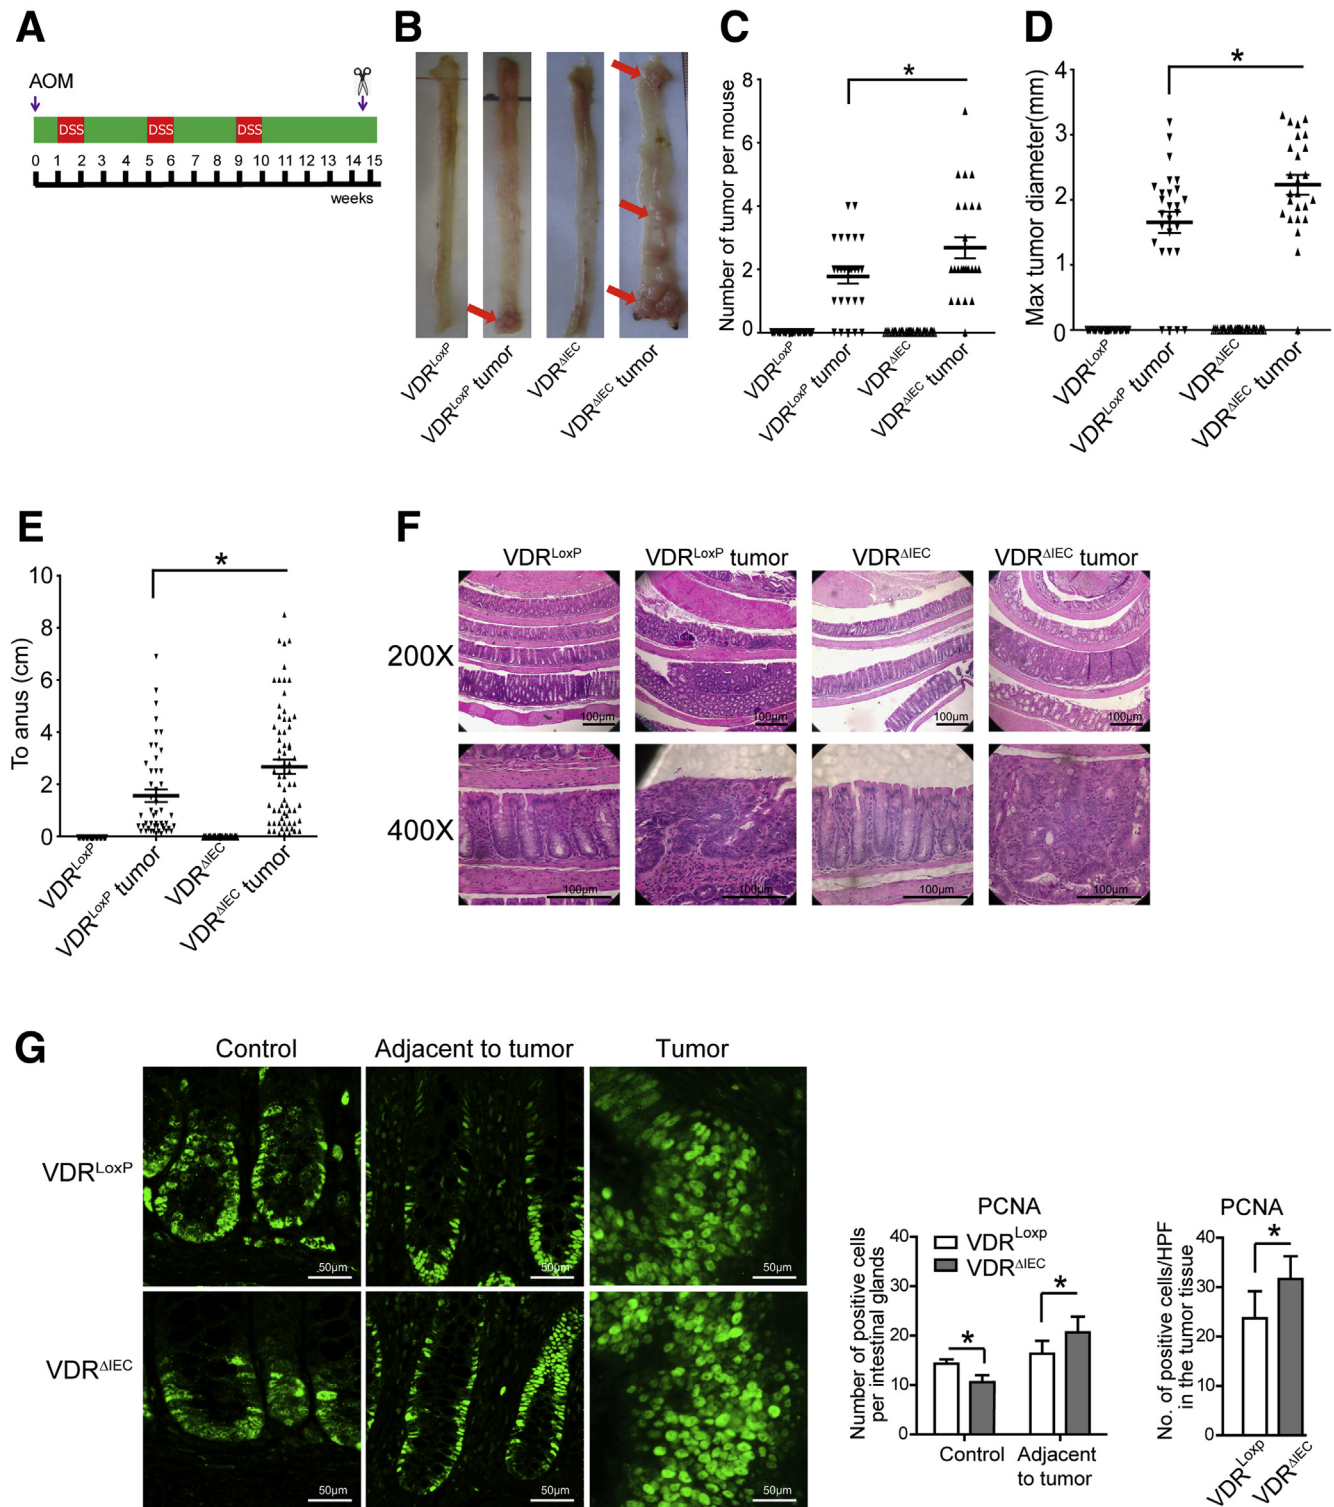 A
AOM
DSS DSS DSS
0 1 2 3 4 5 6 7 8 9 10 11 12 13 14 15
weeks
B
VDR^LoxP
VDR^LoxP tumor
VDR^ΔIEC
VDR^ΔIEC tumor
C
Number of tumor per mouse
8
6
4
2
0
*
VDR^LoxP
VDR^LoxP tumor
VDR^ΔIEC
VDR^ΔIEC tumor
D
Max tumor diameter(mm)
4
3
2
1
0
*
VDR^LoxP
VDR^LoxP tumor
VDR^ΔIEC
VDR^ΔIEC tumor
E
To anus (cm)
10
8
6
4
2
0
*
VDR^LoxP
VDR^LoxP tumor
VDR^ΔIEC
VDR^ΔIEC tumor
F
VDR^LoxP VDR^LoxP tumor VDR^ΔIEC VDR^ΔIEC tumor
200X
100µm 100µm 100µm 100µm
400X
100µm 100µm 100µm 100µm
G
Control Adjacent to tumor Tumor
VDR^LoxP
50µm 50µm 50µm
VDR^ΔIEC
50µm 50µm 50µm
PCNA
Number of positive cells
per intestinal glands
40
30
20
10
0
VDR^Loxp
VDR^ΔIEC
*
*
Control Adjacent
to tumor
PCNA
No. of positive cells/HPF
in the tumor tissue
40
30
20
10
0
*
VDR^Loxp
VDR^ΔIEC